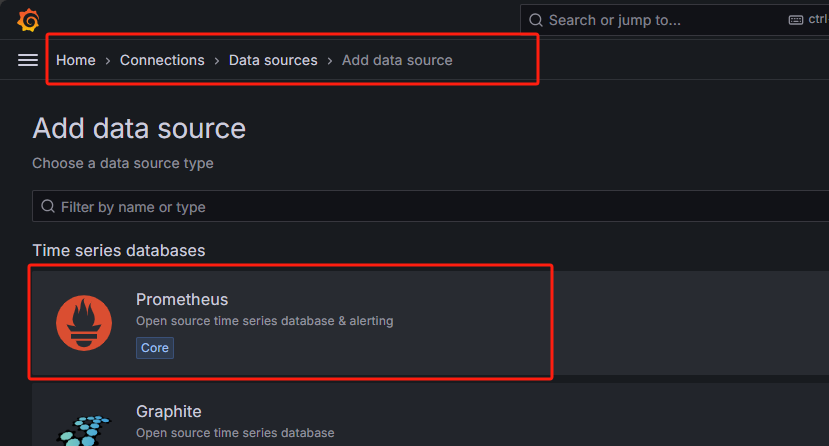 Search or jump to...
ctrl
Home › Connections › Data sources › Add data source
Add data source
Choose a data source type
Filter by name or type
Time series databases
Prometheus
Open source time series database & alerting
Core
Graphite
Open source time series database